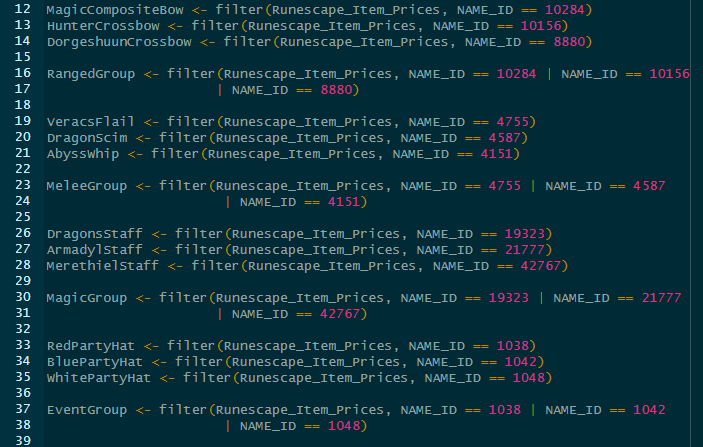 12 MagicCompositeBow <- filter(Runescape_Item_Prices, NAME_ID == 10284)
13 HunterCrossbow <- filter(Runescape_Item_Prices, NAME_ID == 10156)
14 DorgeshuunCrossbow <- filter(Runescape_Item_Prices, NAME_ID == 8880)
15
16 RangedGroup <- filter(Runescape_Item_Prices, NAME_ID == 10284 | NAME_ID == 10156
17 | NAME_ID == 8880)
18
19 VeracsFlail <- filter(Runescape_Item_Prices, NAME_ID == 4755)
20 DragonScim <- filter(Runescape_Item_Prices, NAME_ID == 4587)
21 AbyssWhip <- filter(Runescape_Item_Prices, NAME_ID == 4151)
22
23 MeleeGroup <- filter(Runescape_Item_Prices, NAME_ID == 4755 | NAME_ID == 4587
24 | NAME_ID == 4151)
25
26 DragonsStaff <- filter(Runescape_Item_Prices, NAME_ID == 19323)
27 ArmadylStaff <- filter(Runescape_Item_Prices, NAME_ID == 21777)
28 MerethielStaff <- filter(Runescape_Item_Prices, NAME_ID == 42767)
29
30 MagicGroup <- filter(Runescape_Item_Prices, NAME_ID == 19323 | NAME_ID == 21777
31 | NAME_ID == 42767)
32
33 RedPartyHat <- filter(Runescape_Item_Prices, NAME_ID == 1038)
34 BluePartyHat <- filter(Runescape_Item_Prices, NAME_ID == 1042)
35 WhitePartyHat <- filter(Runescape_Item_Prices, NAME_ID == 1048)
36
37 EventGroup <- filter(Runescape_Item_Prices, NAME_ID == 1038 | NAME_ID == 1042
38 | NAME_ID == 1048)
39